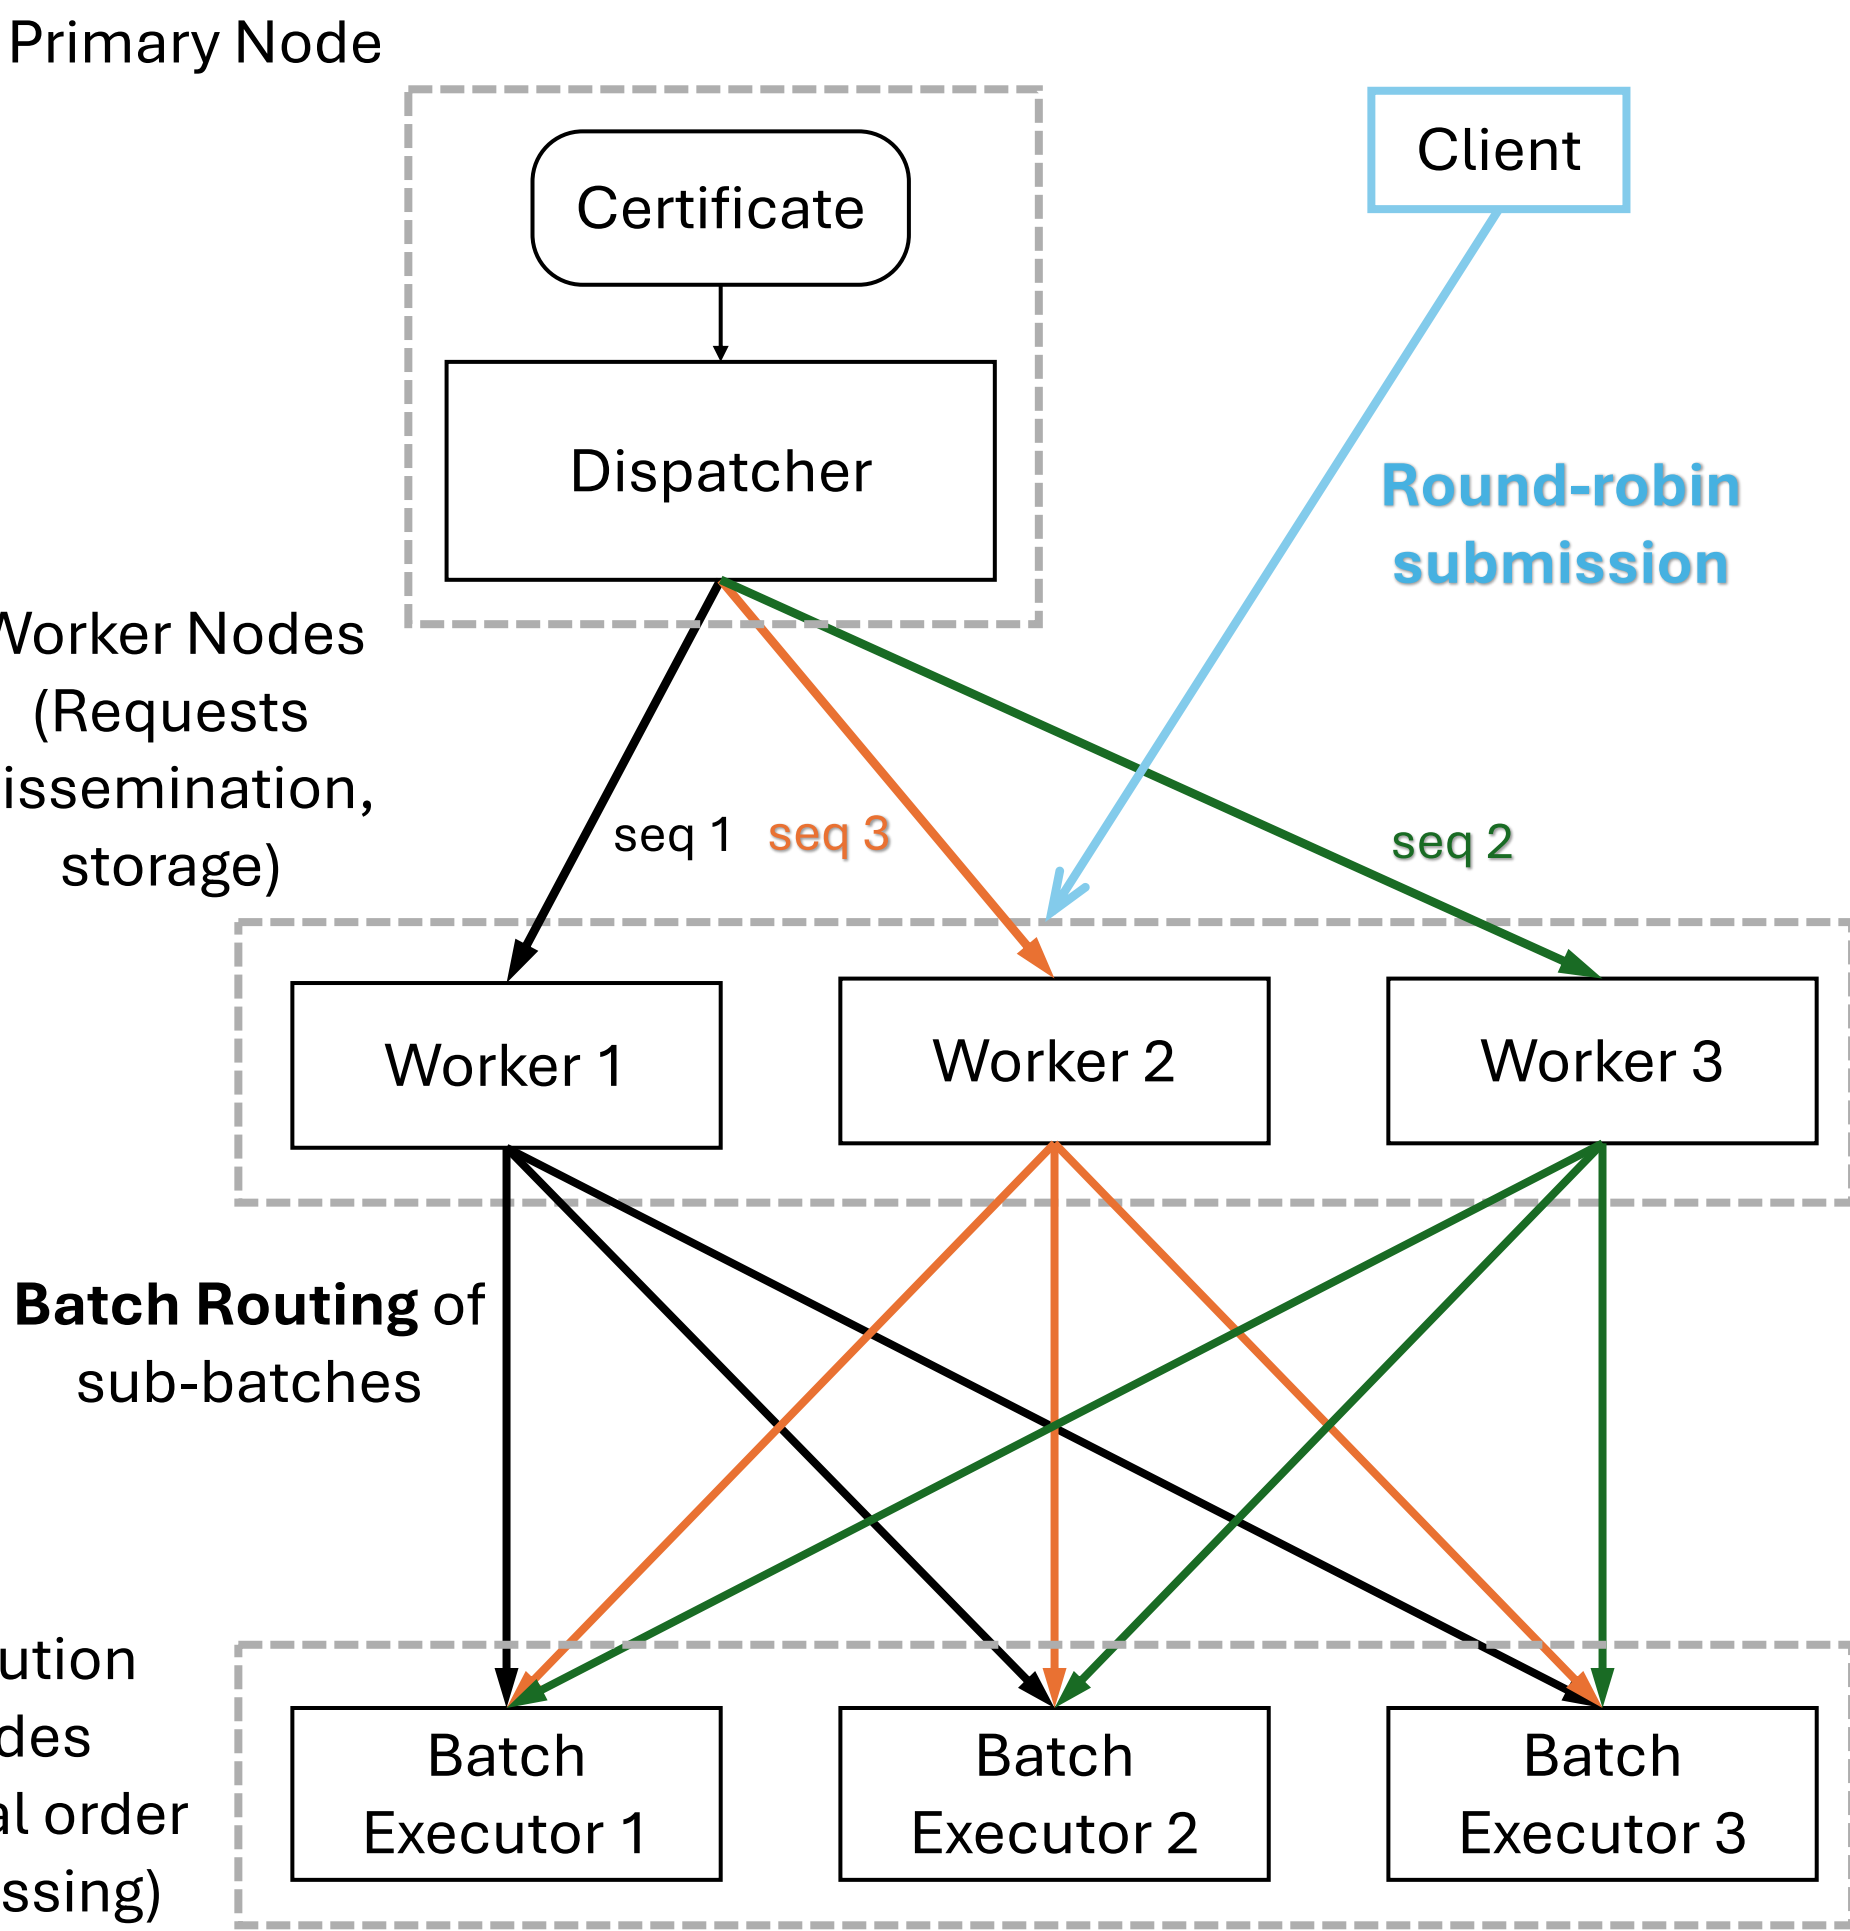 Primary Node
Certificate
Client
Dispatcher
Round-robin
submission
Worker Nodes
(Requests
issemination,
storage)
seq 1
seq 3
seq 2
Worker 1
Worker 2
Worker 3
Batch Routing of
sub-batches
ution
des
al order
ssing)
Batch
Executor 1
Batch
Executor 2
Batch
Executor 3